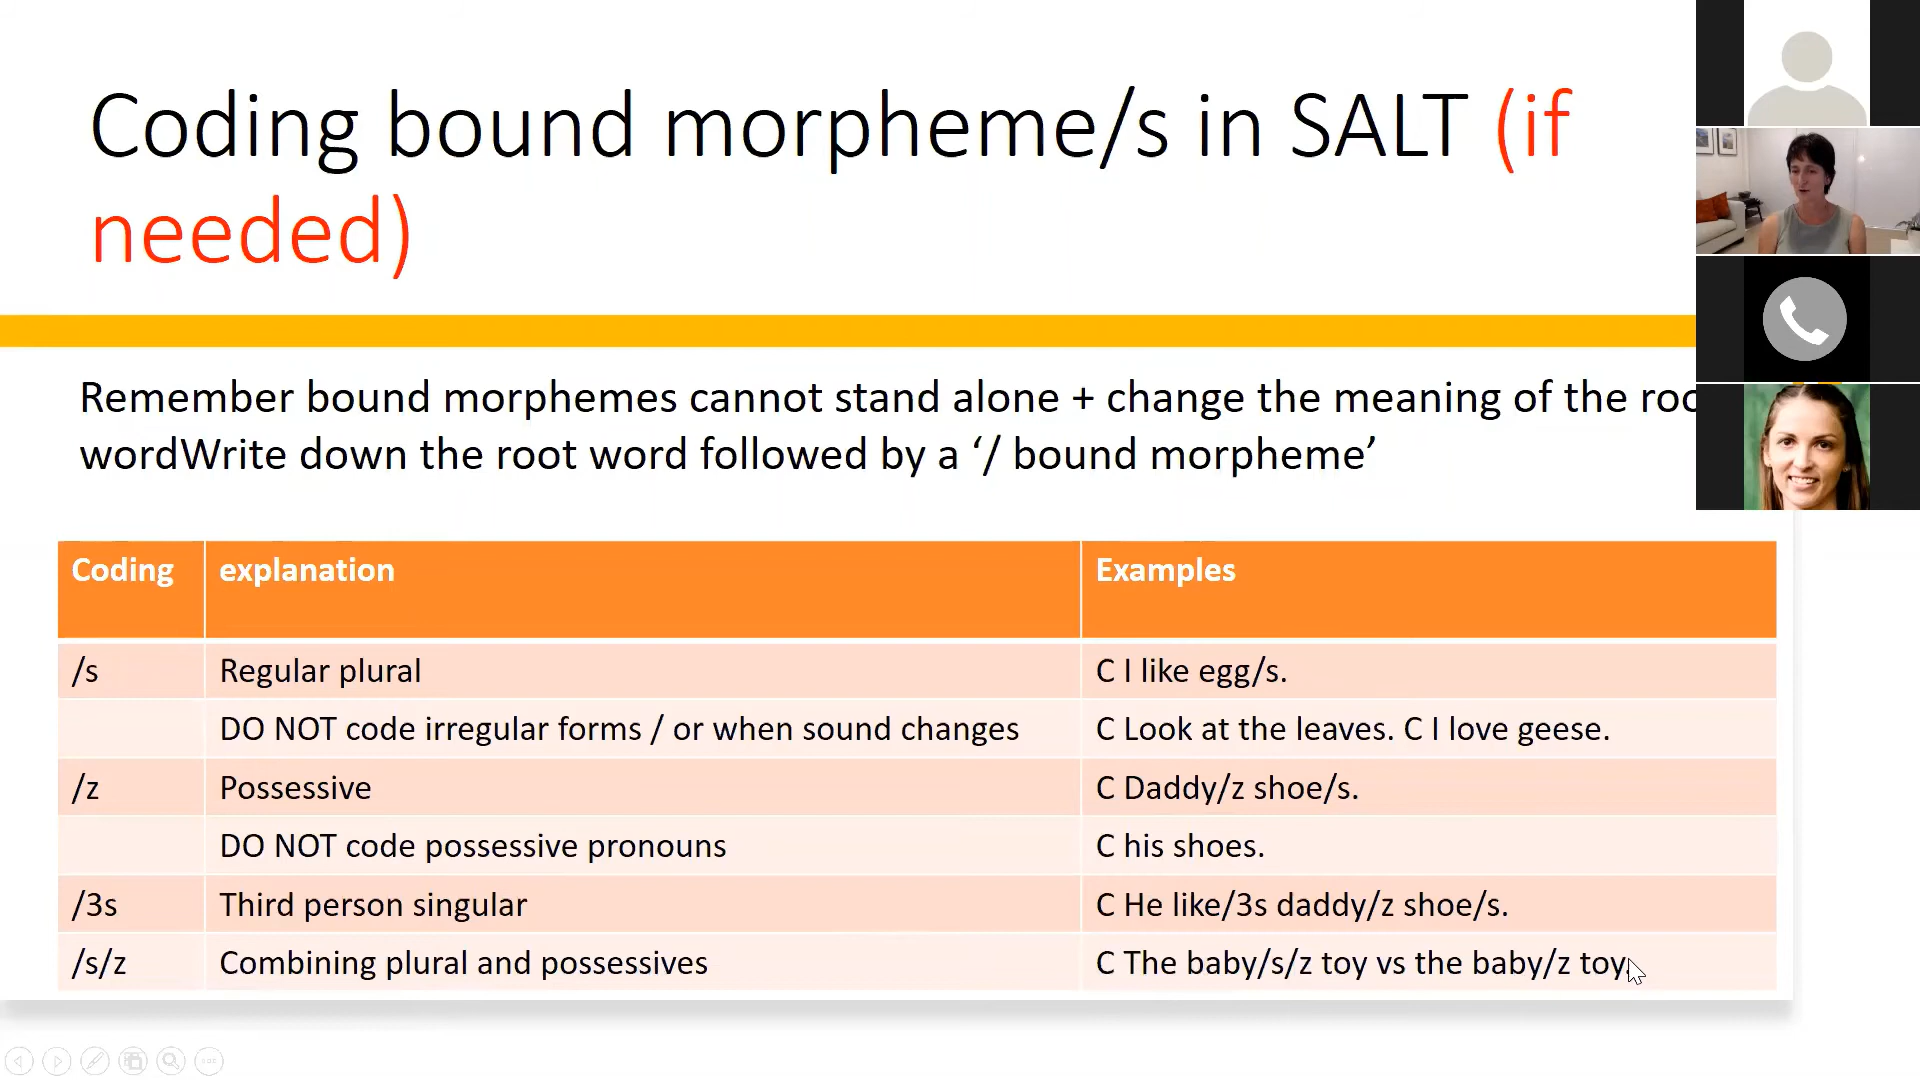 Coding bound morpheme/s in SALT (if
needed)
Remember bound morphemes cannot stand alone + change the meaning of the
wordWrite down the root word followed by a ‘/ bound morpheme’
Coding explanation Examples
/s Regular plural C I like egg/s.
DO NOT code irregular forms / or when sound changes C Look at the leaves. C I love geese.
/z Possessive C Daddy/z shoe/s.
DO NOT code possessive pronouns C his shoes.
/3s Third person singular C He like/3s daddy/z shoe/s.
/s/z Combining plural and possessives C The baby/s/z toy vs the baby/z toy.